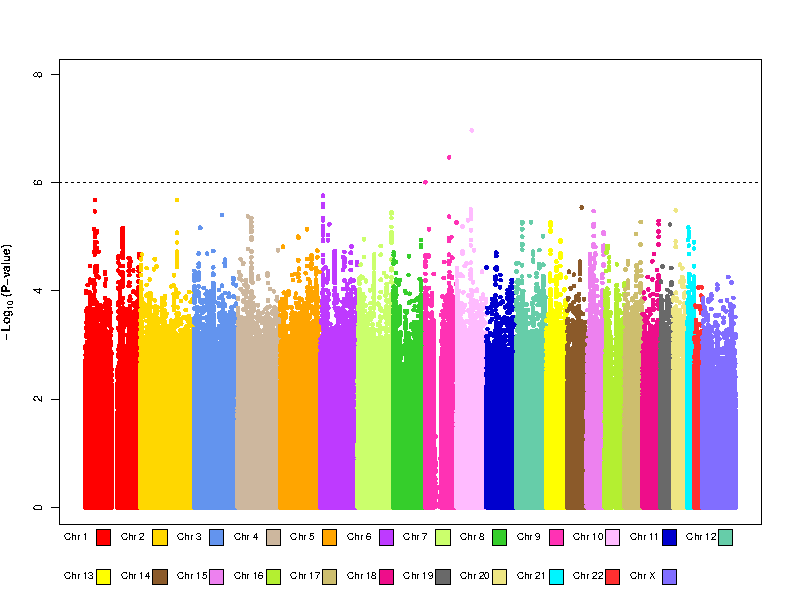 8
6
4
2
0
−Log10 (P−value)
Chr 1 Chr 2 Chr 3 Chr 4 Chr 5 Chr 6 Chr 7 Chr 8 Chr 9 Chr 10 Chr 11 Chr 12
Chr 13 Chr 14 Chr 15 Chr 16 Chr 17 Chr 18 Chr 19 Chr 20 Chr 21 Chr 22 Chr X